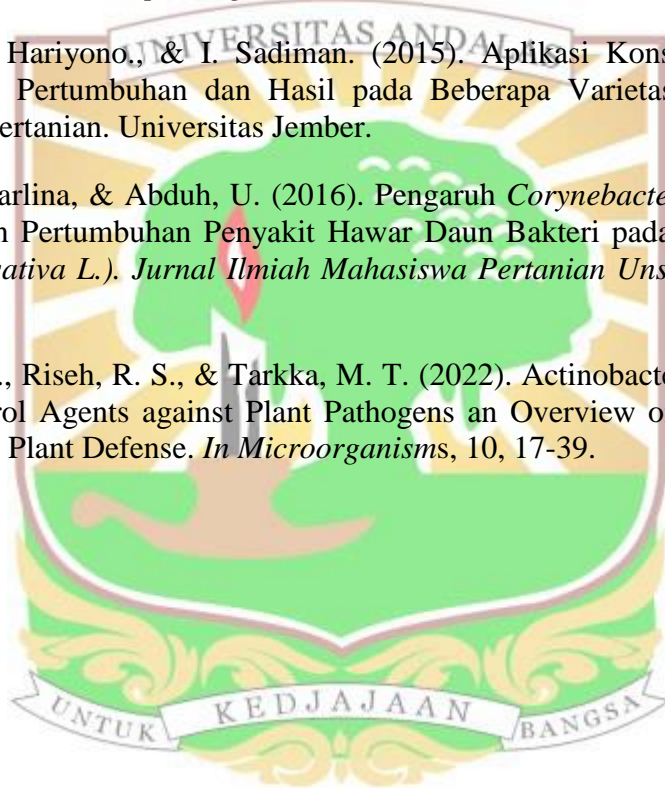 UNIVERSITAS ANDALAS
Hariyono., & I. Sadiman. (2015). Aplikasi Kons
Pertumbuhan dan Hasil pada Beberapa Varietas
ertanian. Universitas Jember.
arlina, & Abduh, U. (2016). Pengaruh Corynebacte
n Pertumbuhan Penyakit Hawar Daun Bakteri pada
ativa L.). Jurnal Ilmiah Mahasiswa Pertanian Uns
., Riseh, R. S., & Tarkka, M. T. (2022). Actinobacte
rol Agents against Plant Pathogens an Overview o
Plant Defense. In Microorganisms, 10, 17-39.
UNTUK KEDJAJAAN BANGSA